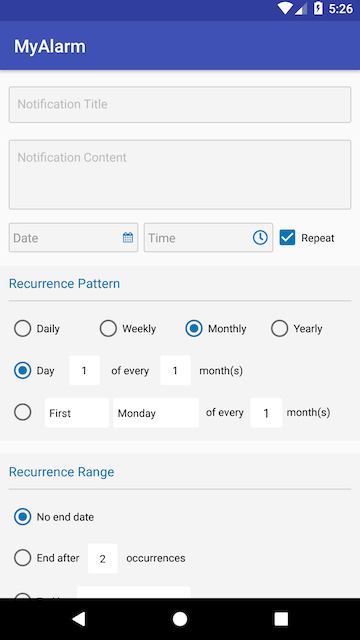 5:26
MyAlarm
Notification Title
Notification Content
Date Time Repeat
Recurrence Pattern
Daily Weekly Monthly Yearly
Day 1 of every 1 month(s)
First Monday of every 1 month(s)
Recurrence Range
No end date
End after 2 occurrences